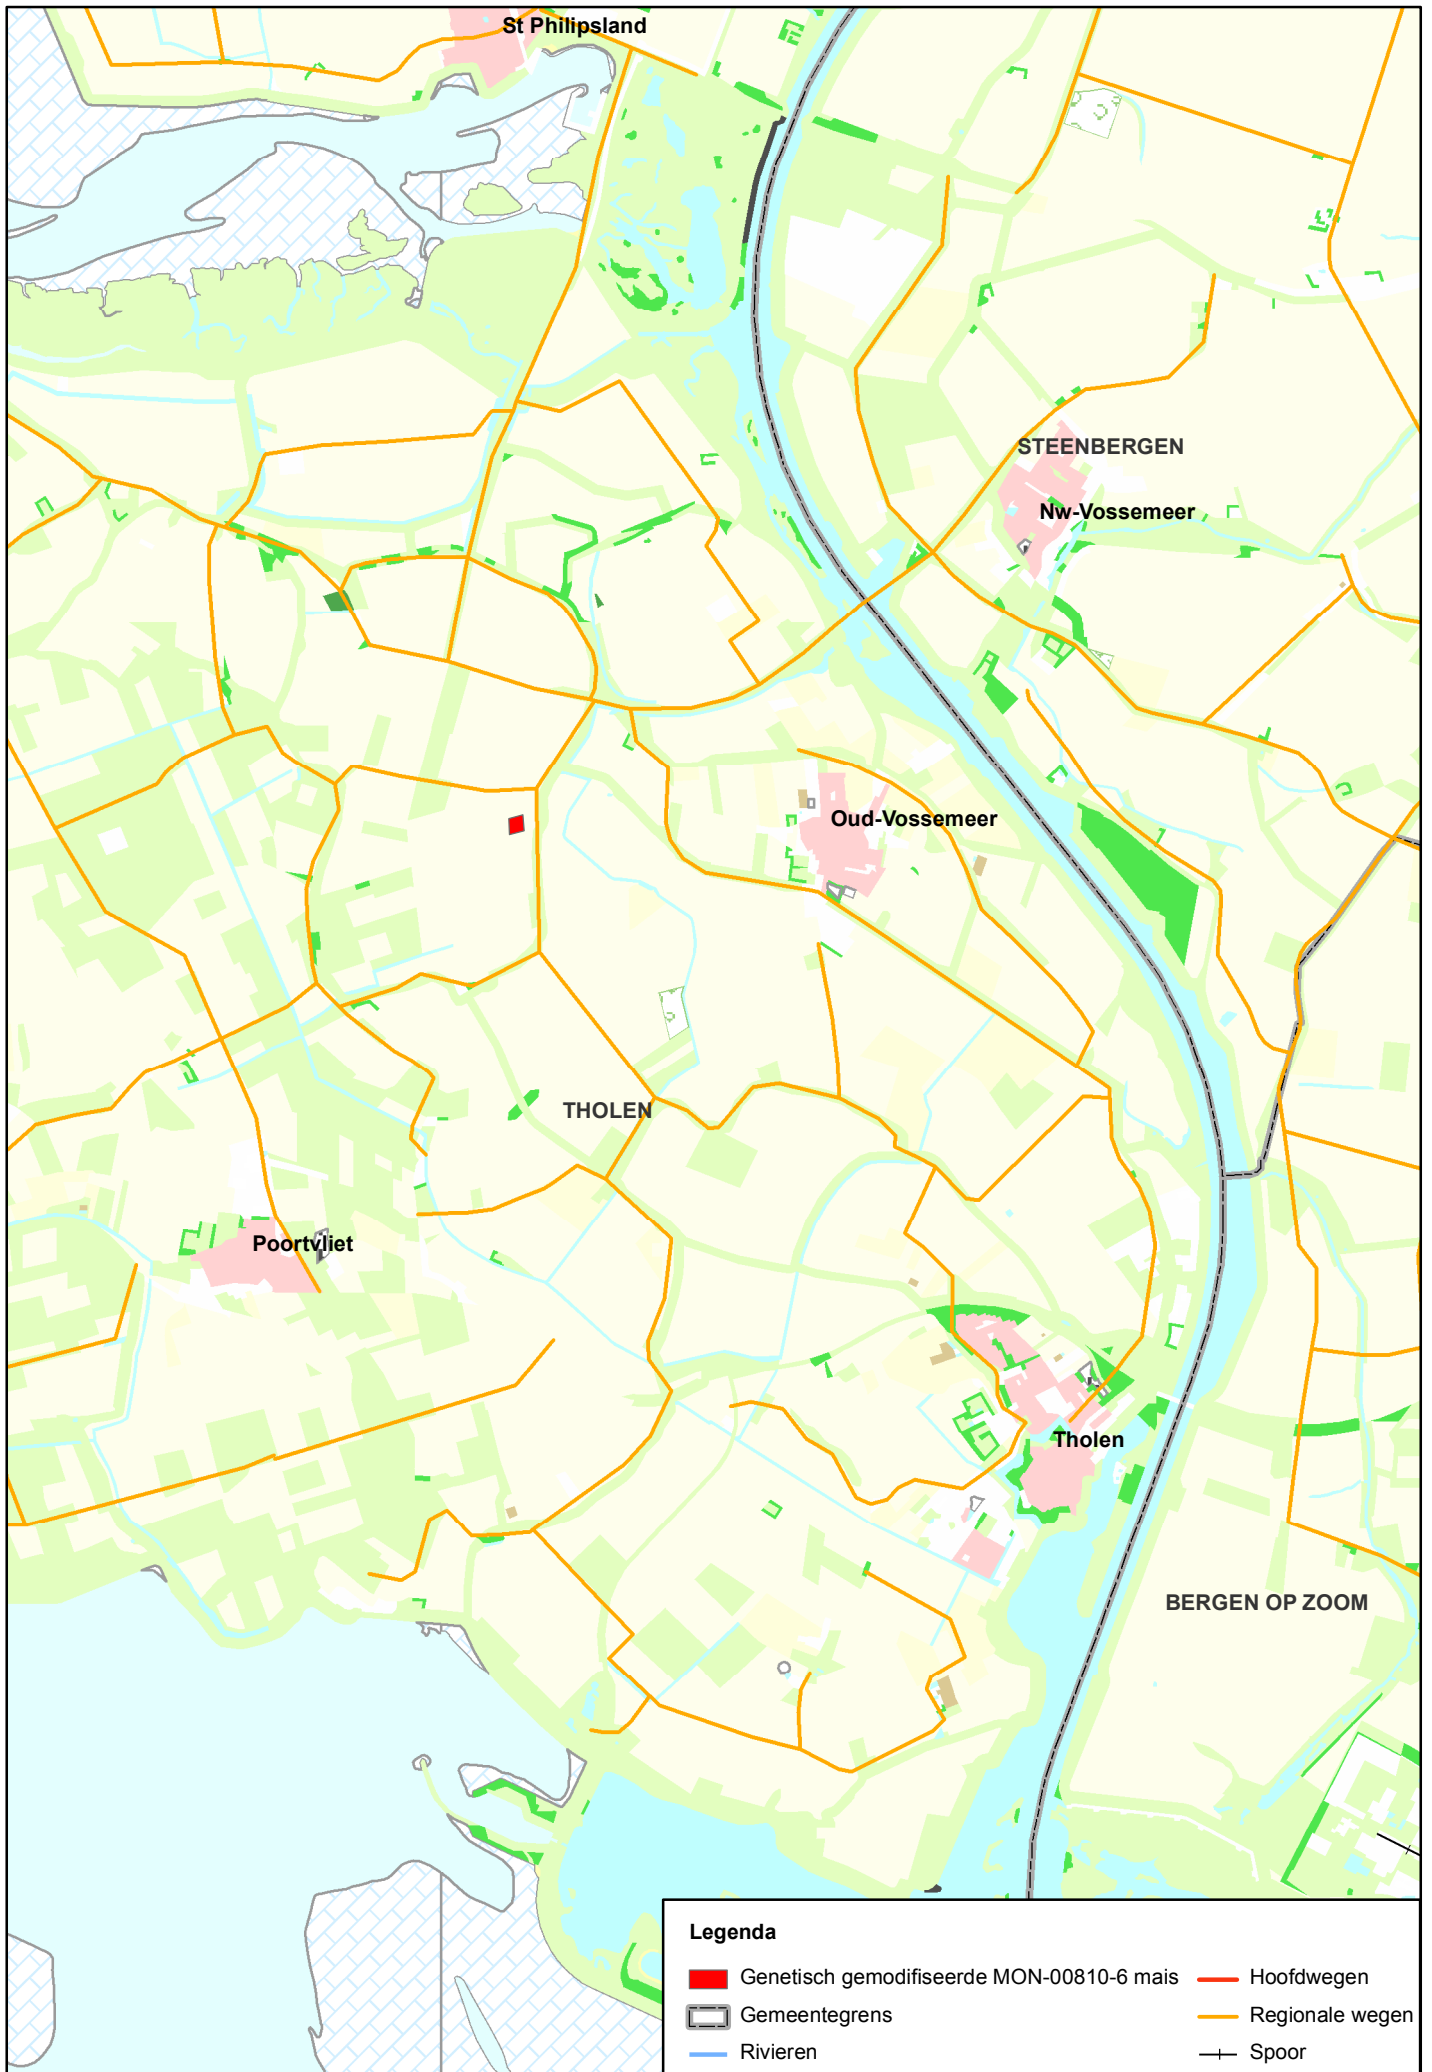 St Philipsland
STEENBERGEN
Nw-Vossemeer
Oud-Vossemeer
THOLEN
Poortvliet
Tholen
BERGEN OP ZOOM
Legenda
Genetisch gemodifiseerde MON-00810-6 mais
Hoofdwegen
Gemeentegrens
Regionale wegen
Rivieren
Spoor